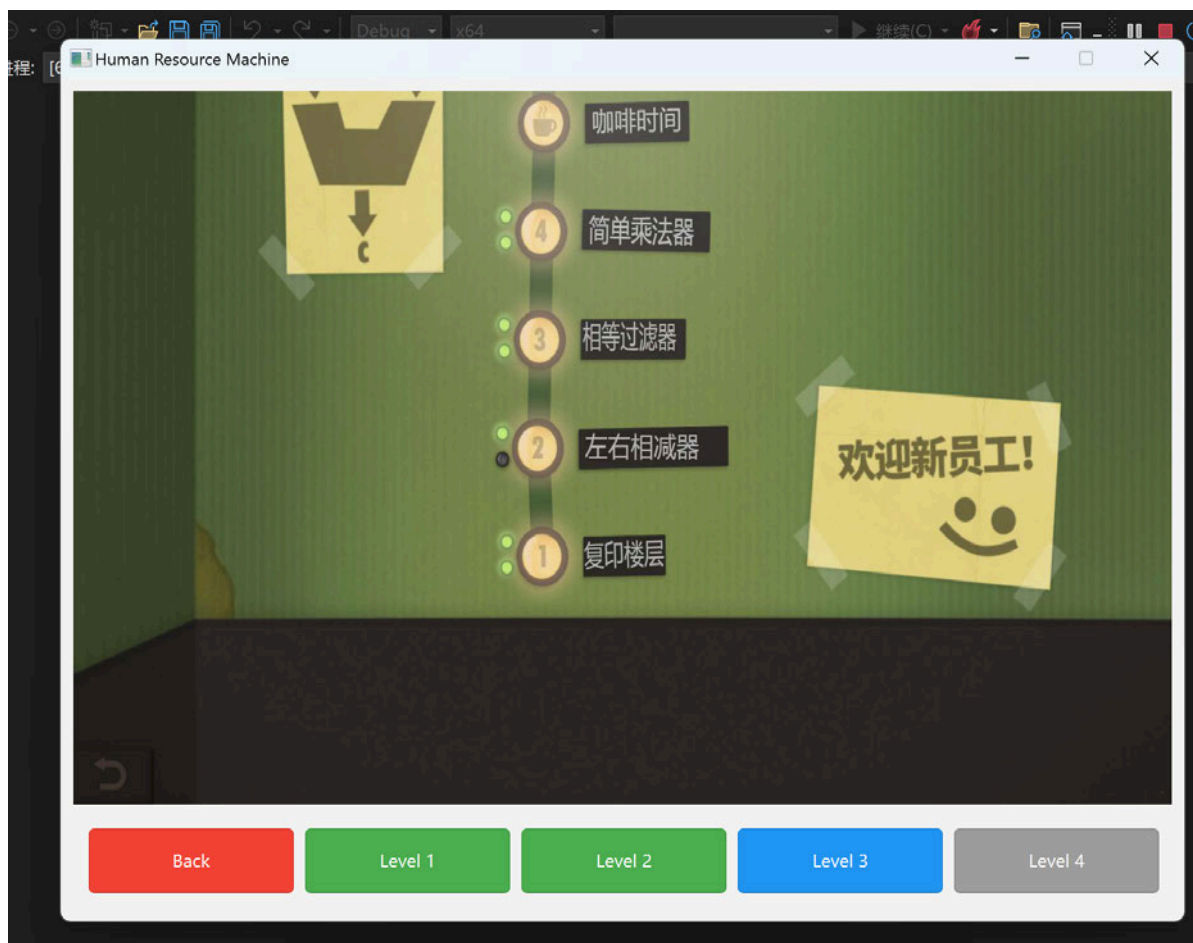 Debug
x64
继续(C)
进程:
Human Resource Machine
咖啡时间
4
简单乘法器
3
相等过滤器
2
左右相减器
1
复印楼层
C
欢迎新员工!
Back
Level 1
Level 2
Level 3
Level 4